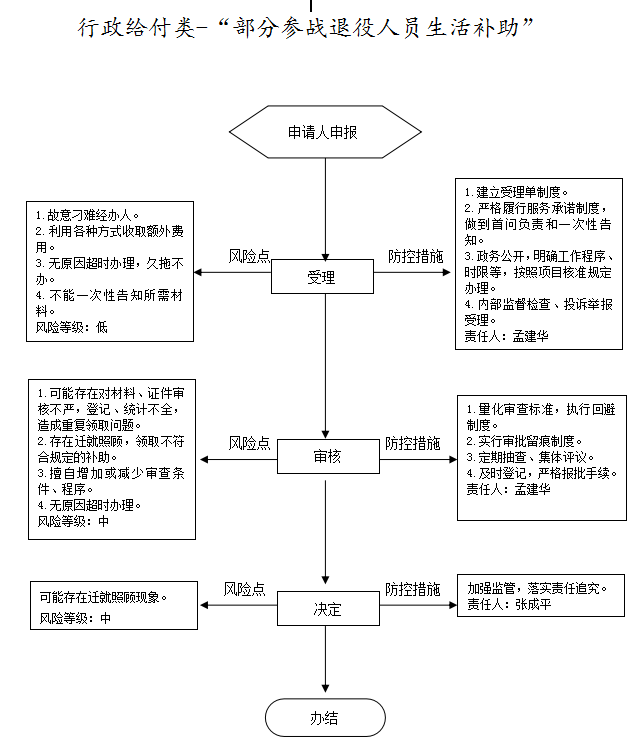 行政给付类-“部分参战退役人员生活补助”
申请人申报
1.故意刁难经办人。
2.利用各种方式收取额外费
用。
3.无原因超时办理，久拖不
办。
4.不能一次性告知所需材
料。
风险等级：低
风险点
受理
防控措施
1.建立受理单制度。
2.严格履行服务承诺制度，
做到首问负责和一次性告
知。
3.政务公开，明确工作程序、
时限等，按照项目核准规定
办理。
4.内部监督检查、投诉举报
受理。
责任人：孟建华
1.可能存在对材料、证件审
核不严，登记、统计不全，
造成重复领取问题。
2.存在迁就照顾，领取不符
合规定的补助。
3.擅自增加或减少审查条
件、程序。
4.无原因超时办理。
风险等级：中
风险点
审核
防控措施
1.量化审查标准，执行回避
制度。
2.实行审批留痕制度。
3.定期抽查、集体评议。
4.及时登记，严格报批手续。
责任人：孟建华
可能存在迁就照顾现象。
风险等级：中
风险点
决定
防控措施
加强监管，落实责任追究。
责任人：张成平
办结